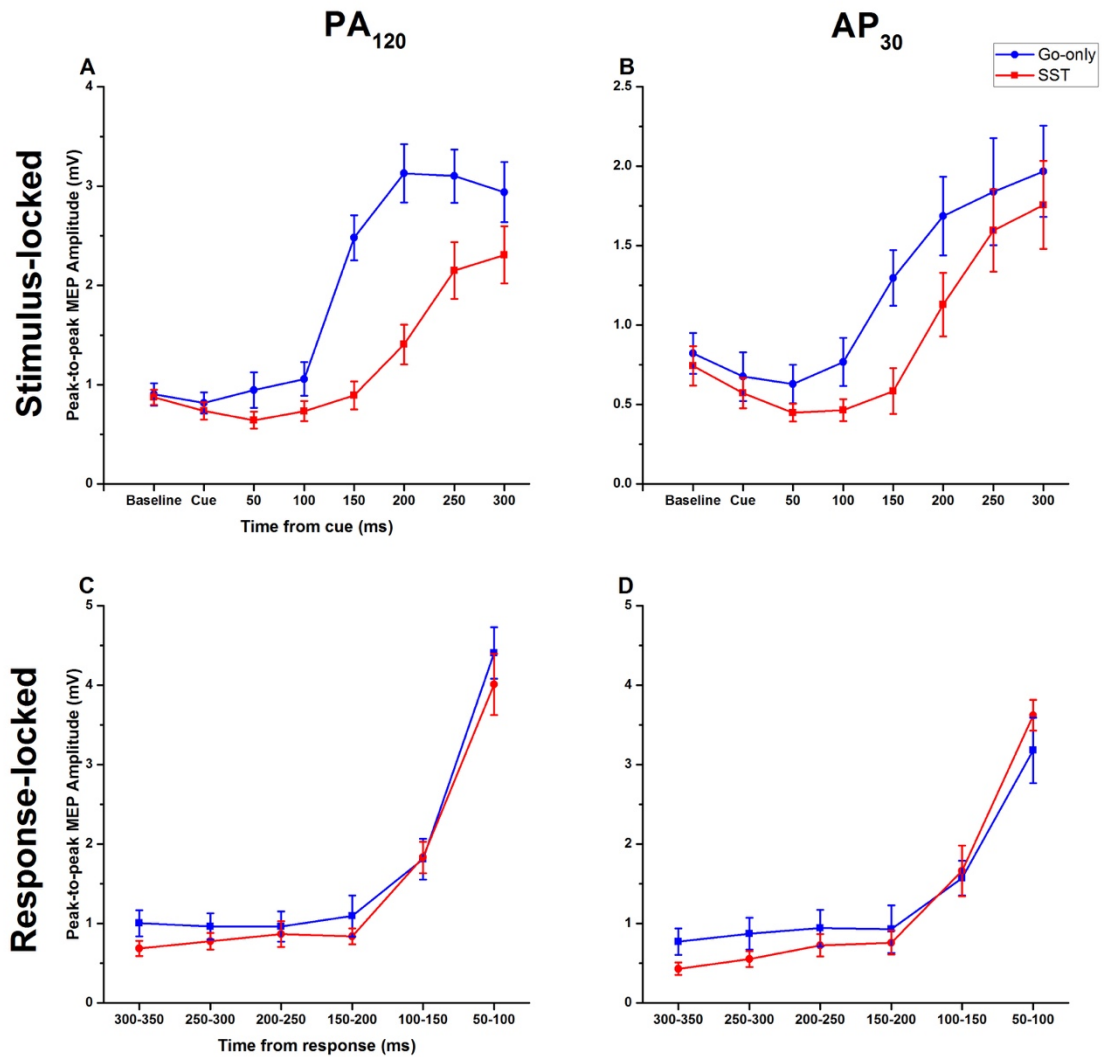 PA120
AP30
Go-only
SST
Stimulus-locked
A
Peak-to-peak MEP Amplitude (mV)
4
3
2
1
0
Baseline Cue 50 100 150 200 250 300
Time from cue (ms)
B
2.5
2.0
1.5
1.0
0.5
0.0
Baseline Cue 50 100 150 200 250 300
Response-locked
C
Peak-to-peak MEP Amplitude (mV)
5
4
3
2
1
0
300-350 250-300 200-250 150-200 100-150 50-100
Time from response (ms)
D
5
4
3
2
1
0
300-350 250-300 200-250 150-200 100-150 50-100